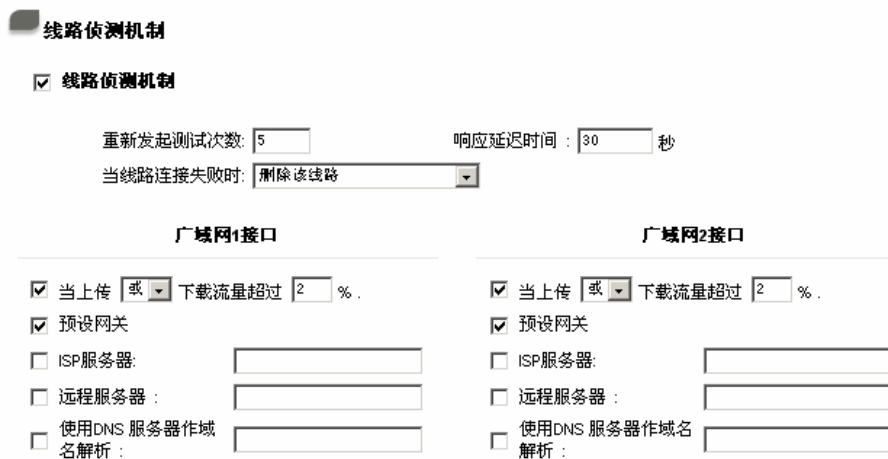 线路侦测机制
线路侦测机制
重新发起测试次数: 5 响应延迟时间 : 30 秒
当线路连接失败时: 删除该线路
广域网1接口 广域网2接口
当上传 或 下载流量超过 2 % . 当上传 或 下载流量超过 2 % .
预设网关 预设网关
ISP服务器: ISP服务器:
远程服务器 : 远程服务器 :
使用DNS 服务器作域 使用DNS 服务器作域名
名解析 : 解析 :